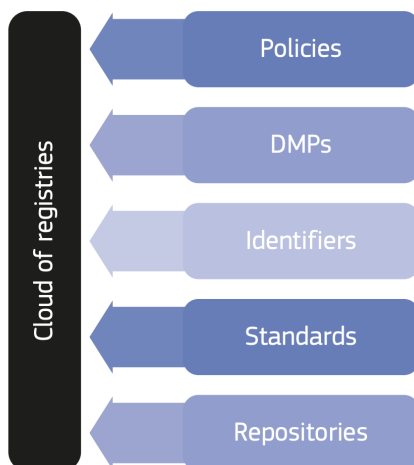 Cloud of registries
Policies
DMPs
Identifiers
Standards
Repositories